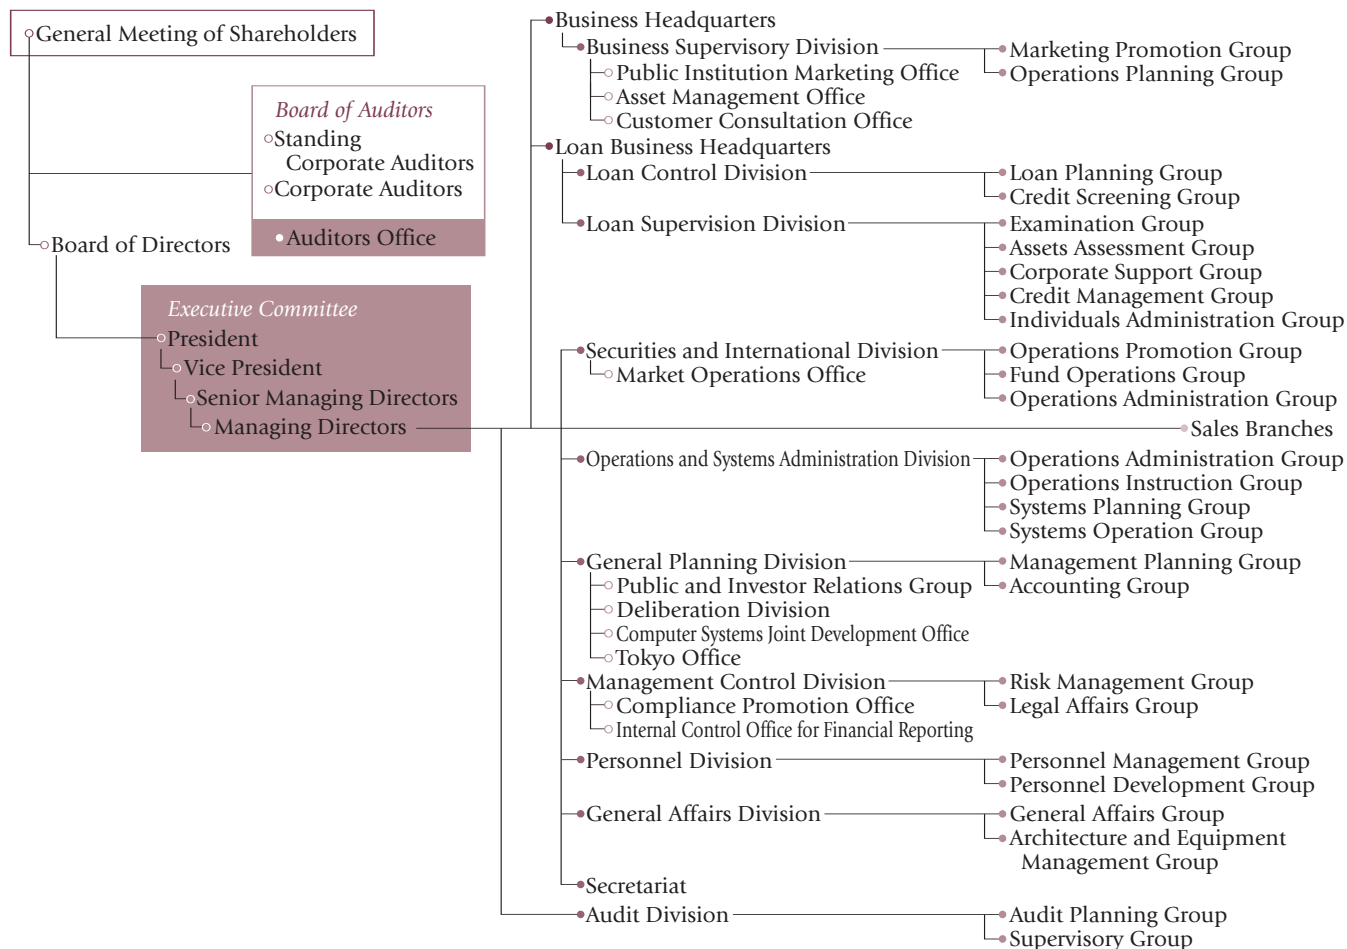 General Meeting of Shareholders
Board of Auditors
Standing
Corporate Auditors
Corporate Auditors
Auditors Office
Board of Directors
Executive Committee
President
Vice President
Senior Managing Directors
Managing Directors
Business Headquarters
Business Supervisory Division
Marketing Promotion Group
Operations Planning Group
Public Institution Marketing Office
Asset Management Office
Customer Consultation Office
Loan Business Headquarters
Loan Control Division
Loan Planning Group
Credit Screening Group
Loan Supervision Division
Examination Group
Assets Assessment Group
Corporate Support Group
Credit Management Group
Individuals Administration Group
Securities and International Division
Market Operations Office
Operations Promotion Group
Fund Operations Group
Operations Administration Group
Sales Branches
Operations and Systems Administration Division
Operations Administration Group
Operations Instruction Group
Systems Planning Group
Systems Operation Group
General Planning Division
Management Planning Group
Accounting Group
Public and Investor Relations Group
Deliberation Division
Computer Systems Joint Development Office
Tokyo Office
Management Control Division
Risk Management Group
Legal Affairs Group
Compliance Promotion Office
Internal Control Office for Financial Reporting
Personnel Division
Personnel Management Group
Personnel Development Group
General Affairs Division
General Affairs Group
Architecture and Equipment
Management Group
Secretariat
Audit Division
Audit Planning Group
Supervisory Group